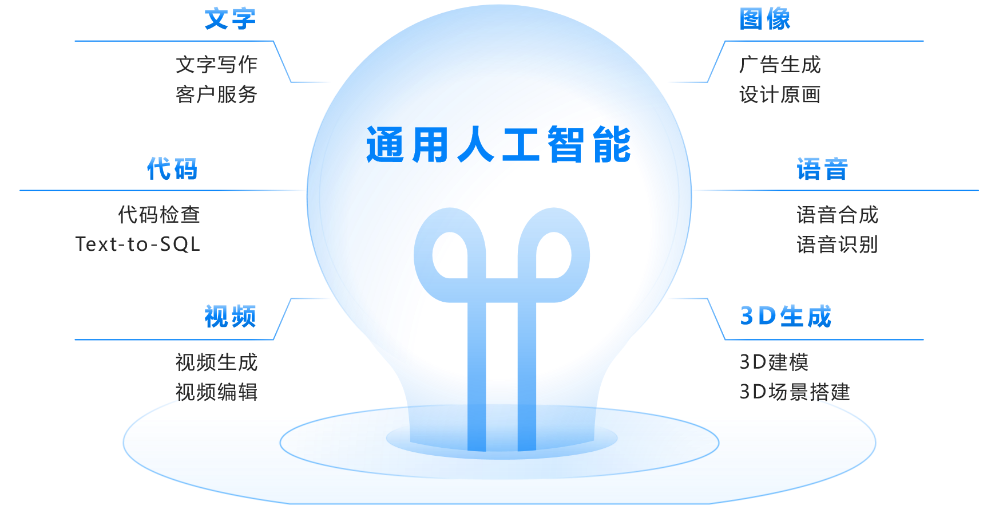 文字
文字写作
客户服务
代码
代码检查
Text-to-SQL
视频
视频生成
视频编辑
通用人工智能
图像
广告生成
设计原画
语音
语音合成
语音识别
3D生成
3D建模
3D场景搭建